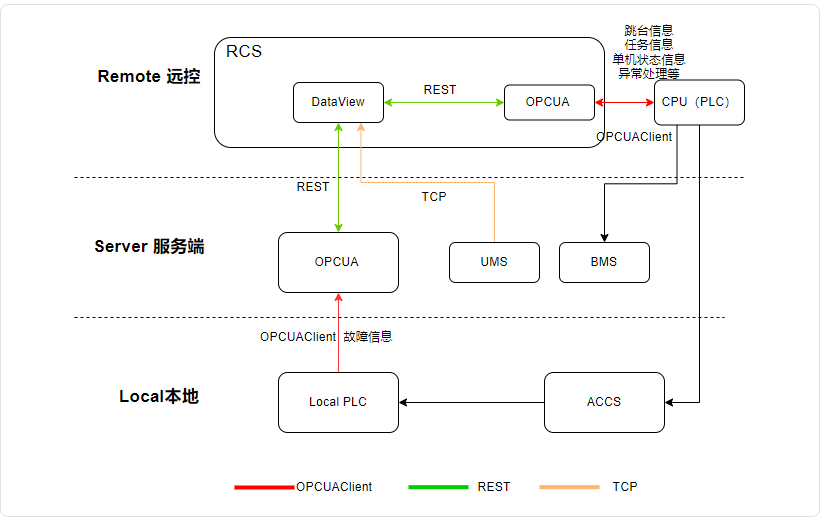 跳台信息
任务信息
单机状态信息
异常处理等
RCS
Remote 远控
REST
DataView
OPCUA
CPU（PLC）
OPCUAClient
REST
TCP
Server 服务端
OPCUA
UMS
BMS
OPCUAClient 故障信息
Local本地
Local PLC
ACCS
OPCUAClient
REST
TCP